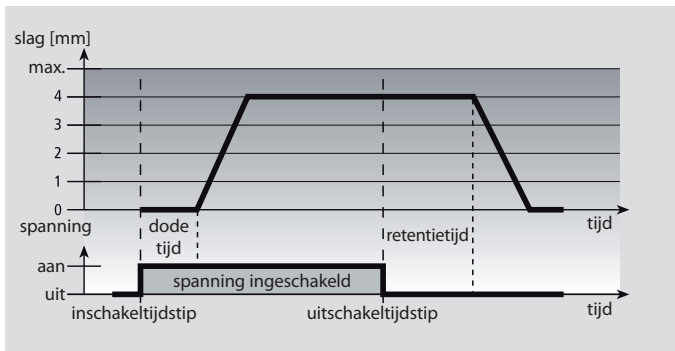 slag [mm]
max.
4
3
2
1
0
spanning
dode
tijd
retentietijd
tijd
aan
spanning ingeschakeld
uit
tijd
inschakeltijdstip
uitschakeltijdstip